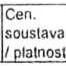 Cen.
soustava
/ platnost